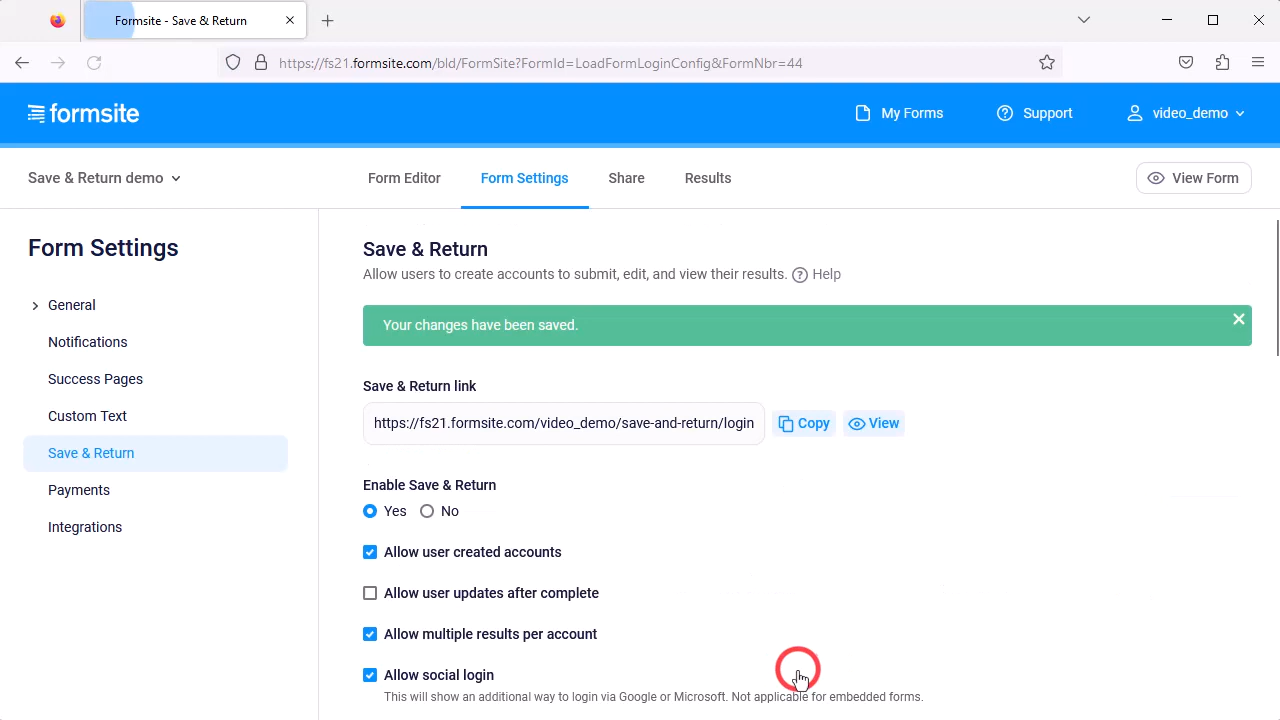 Formsite - Save & Return
https://fs21.formsite.com/bld/FormSite?FormId=LoadFormLoginConfig&FormNbr=44
formsite
My Forms
Support
video_demo
Save & Return demo
Form Editor
Form Settings
Share
Results
View Form
Form Settings
General
Notifications
Success Pages
Custom Text
Save & Return
Payments
Integrations
Save & Return
Allow users to create accounts to submit, edit, and view their results. ? Help
Your changes have been saved.
Save & Return link
https://fs21.formsite.com/video_demo/save-and-return/login
Copy
View
Enable Save & Return
Yes
No
Allow user created accounts
Allow user updates after complete
Allow multiple results per account
Allow social login
This will show an additional way to login via Google or Microsoft. Not applicable for embedded forms.